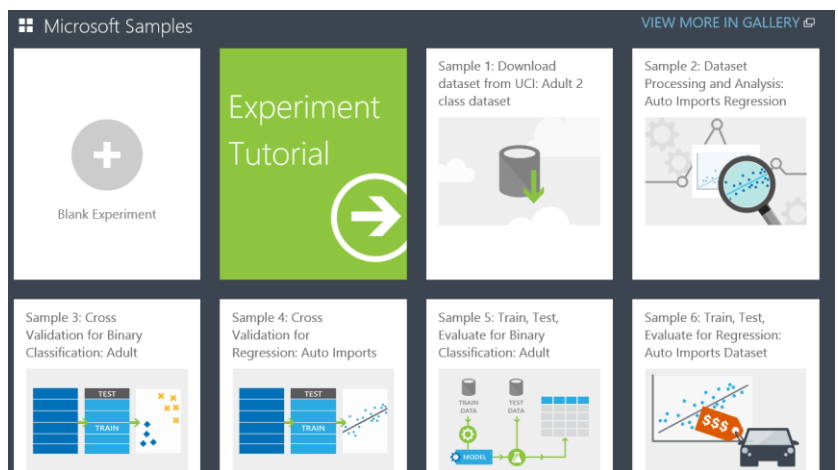 Microsoft Samples
VIEW MORE IN GALLERY
Blank Experiment
Experiment
Tutorial
Sample 1: Download
dataset from UCI: Adult 2
class dataset
Sample 2: Dataset
Processing and Analysis:
Auto Imports Regression
Sample 3: Cross
Validation for Binary
Classification: Adult
TEST
TRAIN
Sample 4: Cross
Validation for
Regression: Auto Imports
TEST
TRAIN
Sample 5: Train, Test,
Evaluate for Binary
Classification: Adult
TRAIN
DATA
TEST
DATA
MODEL
Sample 6: Train, Test,
Evaluate for Regression:
Auto Imports Dataset
$$$